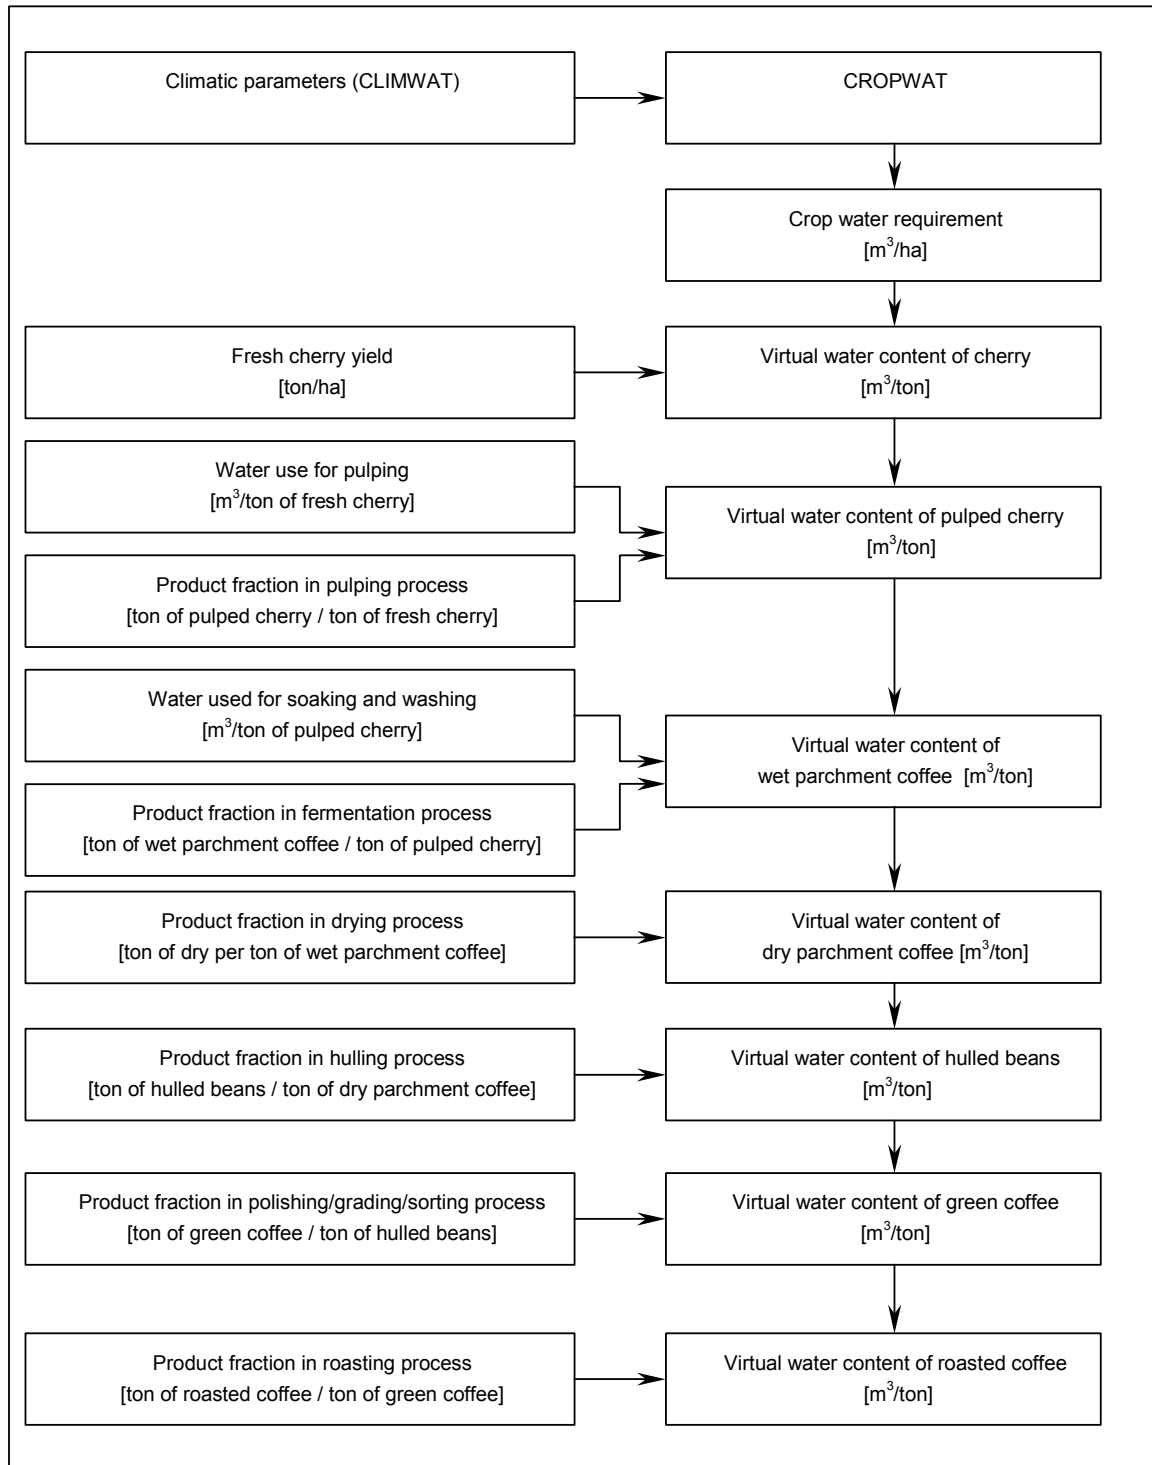 Climatic parameters (CLIMWAT)
CROPWAT
Crop water requirement
[m³/ha]
Fresh cherry yield
[ton/ha]
Virtual water content of cherry
[m³/ton]
Water use for pulping
[m³/ton of fresh cherry]
Product fraction in pulping process
[ton of pulped cherry / ton of fresh cherry]
Virtual water content of pulped cherry
[m³/ton]
Water used for soaking and washing
[m³/ton of pulped cherry]
Product fraction in fermentation process
[ton of wet parchment coffee / ton of pulped cherry]
Virtual water content of
wet parchment coffee [m³/ton]
Product fraction in drying process
[ton of dry per ton of wet parchment coffee]
Virtual water content of
dry parchment coffee [m³/ton]
Product fraction in hulling process
[ton of hulled beans / ton of dry parchment coffee]
Virtual water content of hulled beans
[m³/ton]
Product fraction in polishing/grading/sorting process
[ton of green coffee / ton of hulled beans]
Virtual water content of green coffee
[m³/ton]
Product fraction in roasting process
[ton of roasted coffee / ton of green coffee]
Virtual water content of roasted coffee
[m³/ton]